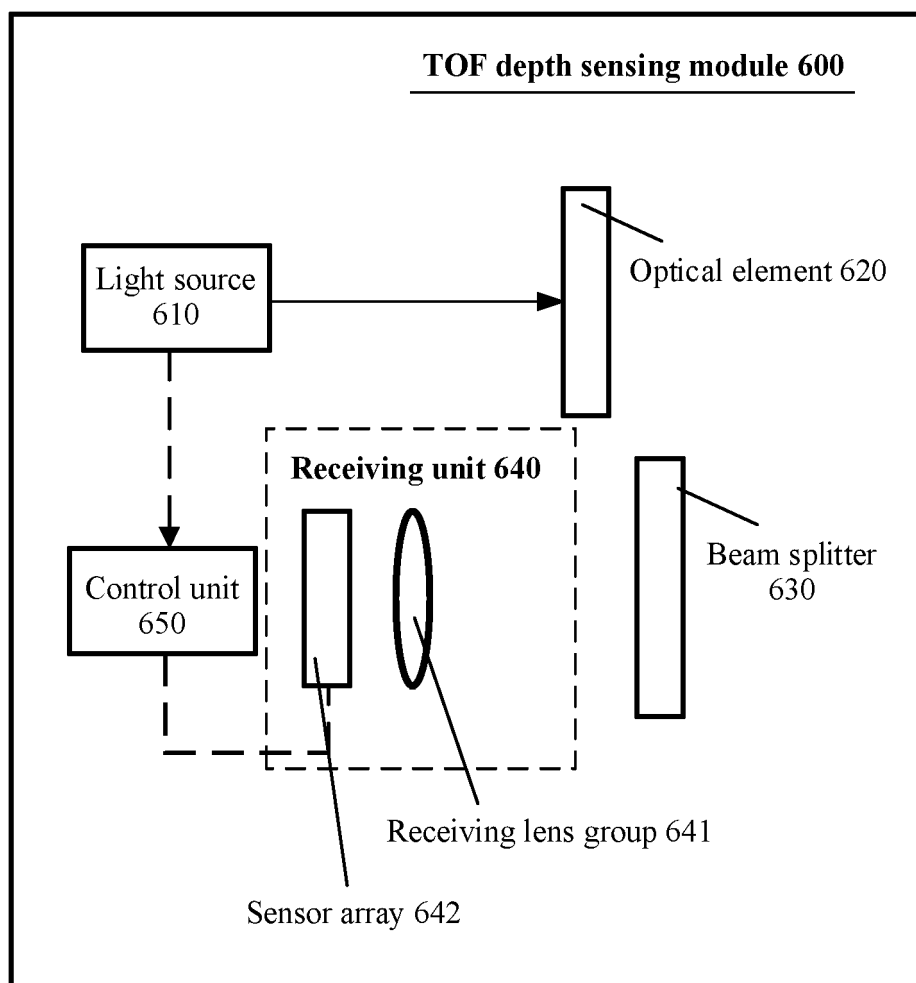 TOF depth sensing module 600
Light source
610
Optical element 620
Receiving unit 640
Beam splitter
630
Control unit
650
Receiving lens group 641
Sensor array 642